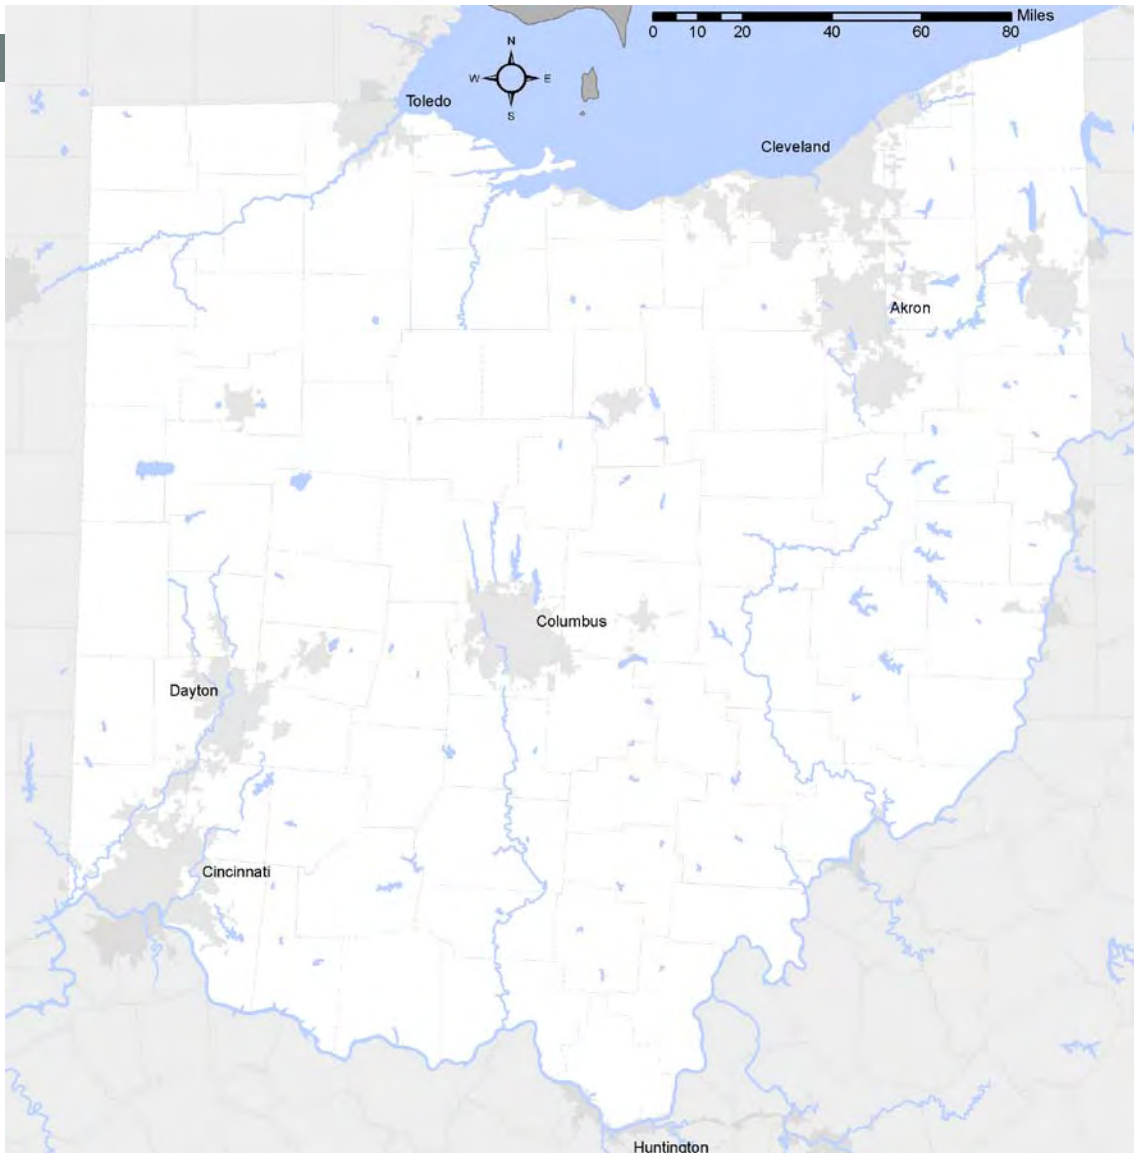 Miles
0 10 20 40 60 80
N
W E
S
Toledo
Cleveland
Akron
Columbus
Dayton
Cincinnati
Huntington